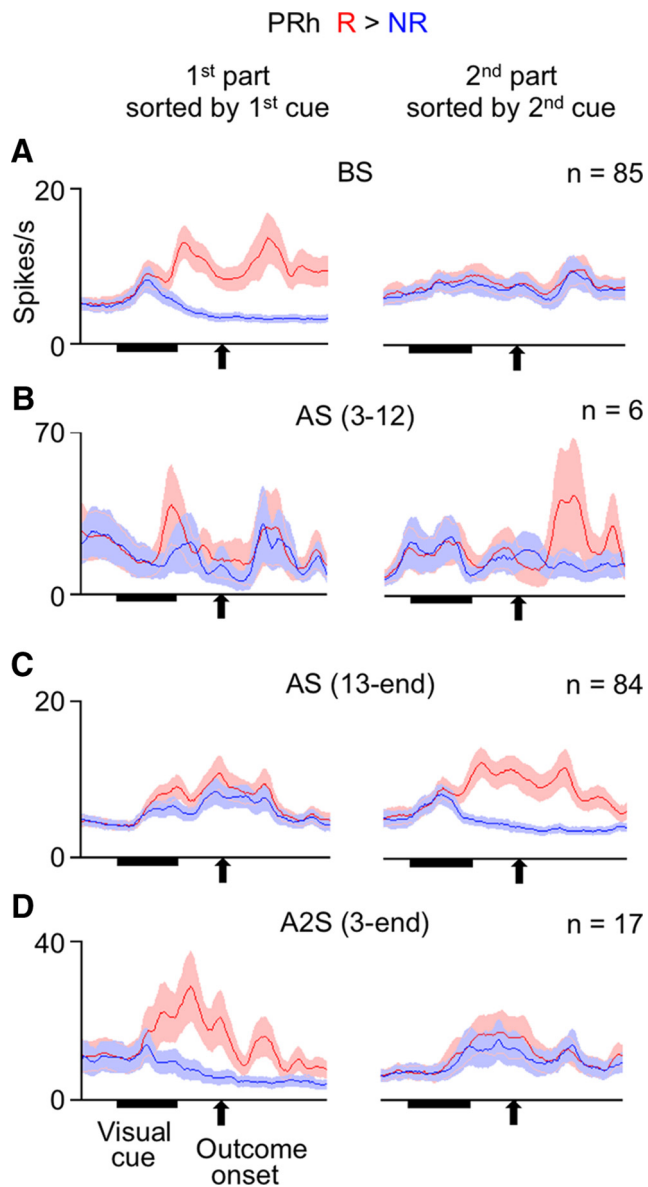 PRh R > NR
1st part
sorted by 1st cue
2nd part
sorted by 2nd cue
A
BS
n = 85
20
Spikes/s
0
B
AS (3-12)
n = 6
70
0
C
AS (13-end)
n = 84
20
0
D
A2S (3-end)
n = 17
40
0
Visual
cue
Outcome
onset